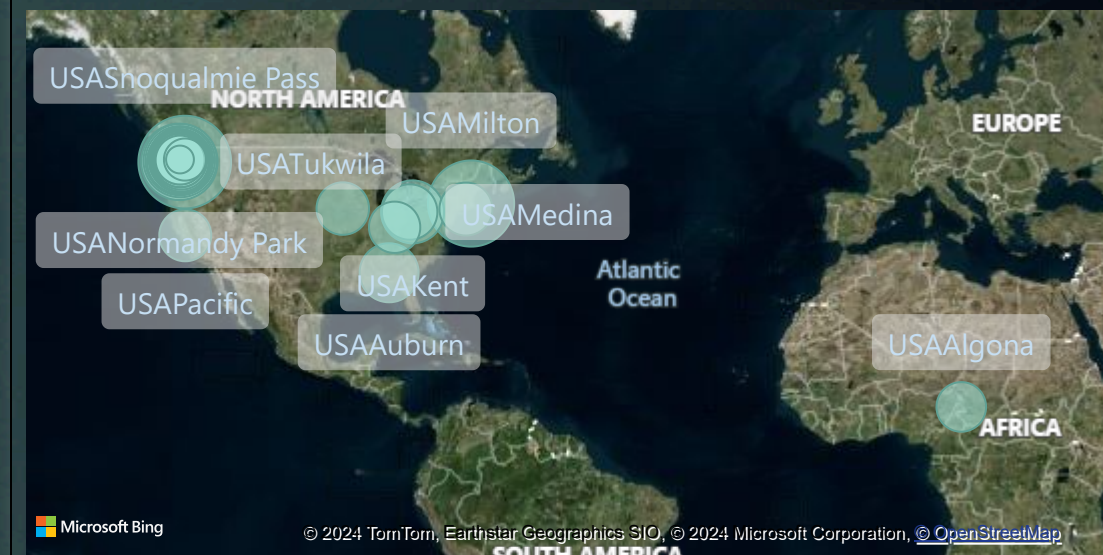 USASnoqualmie Pass
NORTH AMERICA
USAMilton
EUROPE
USATukwila
USAMedina
USANormandy Park
Atlantic
Ocean
USAKent
USAPacific
USAAuburn
USAAlgona
AFRICA
Microsoft Bing
© 2024 TomTom, Earthstar Geographics SIO, © 2024 Microsoft Corporation, © OpenStreetMap
SOUTH AMERICA